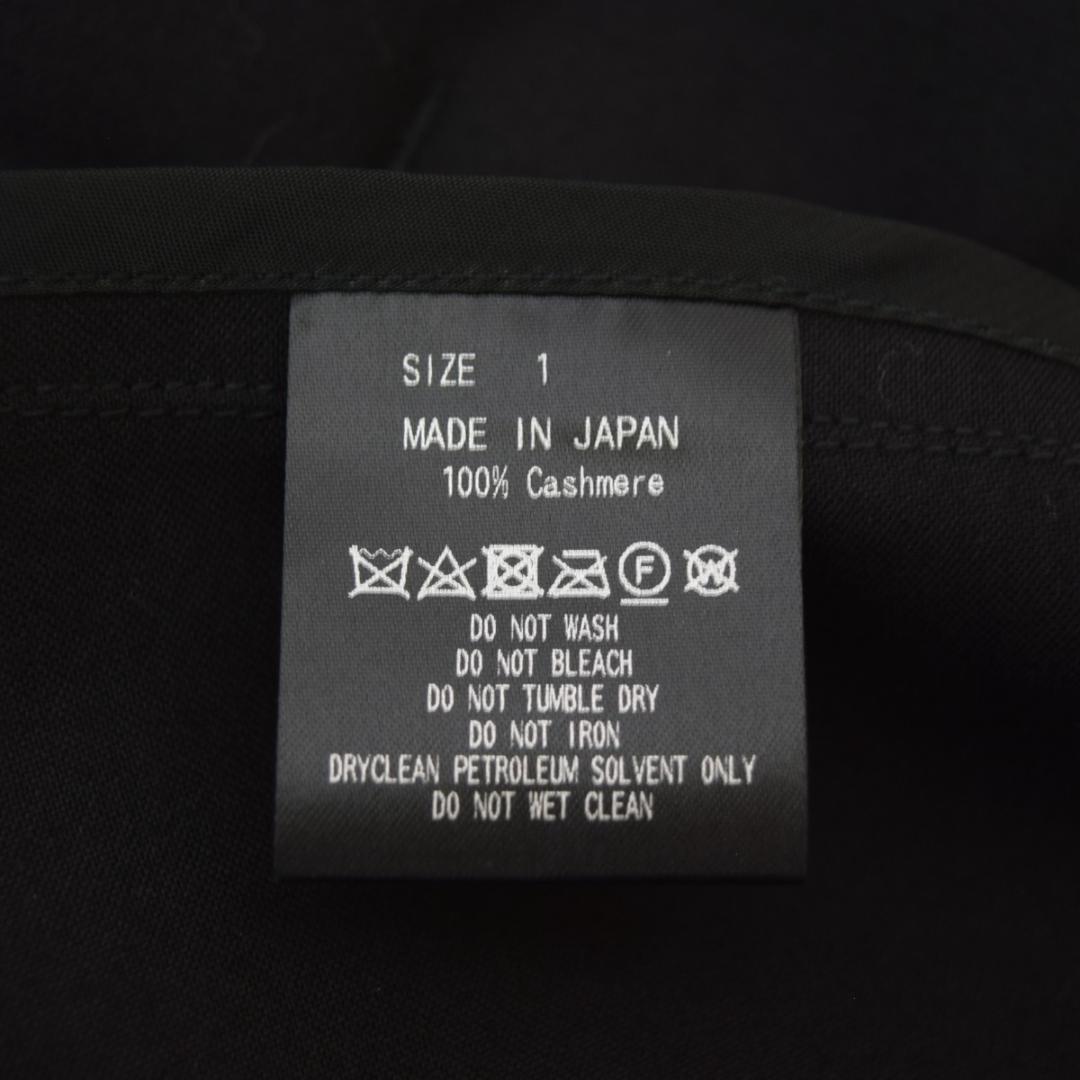 SIZE 1
MADE IN JAPAN
100% Cashmere
F W
DO NOT WASH
DO NOT BLEACH
DO NOT TUMBLE DRY
DO NOT IRON
DRYCLEAN PETROLEUM SOLVENT ONLY
DO NOT WET CLEAN